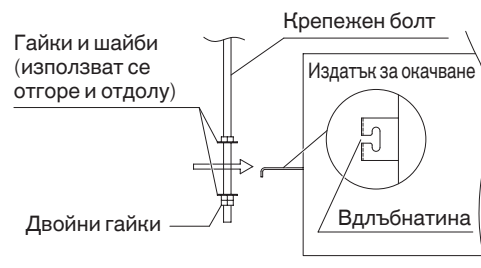 Крепежен болт
Гайки и шайби
(използват се
отгоре и отдолу)
Издатък за окачване
Двойни гайки
Вдлъбнатина